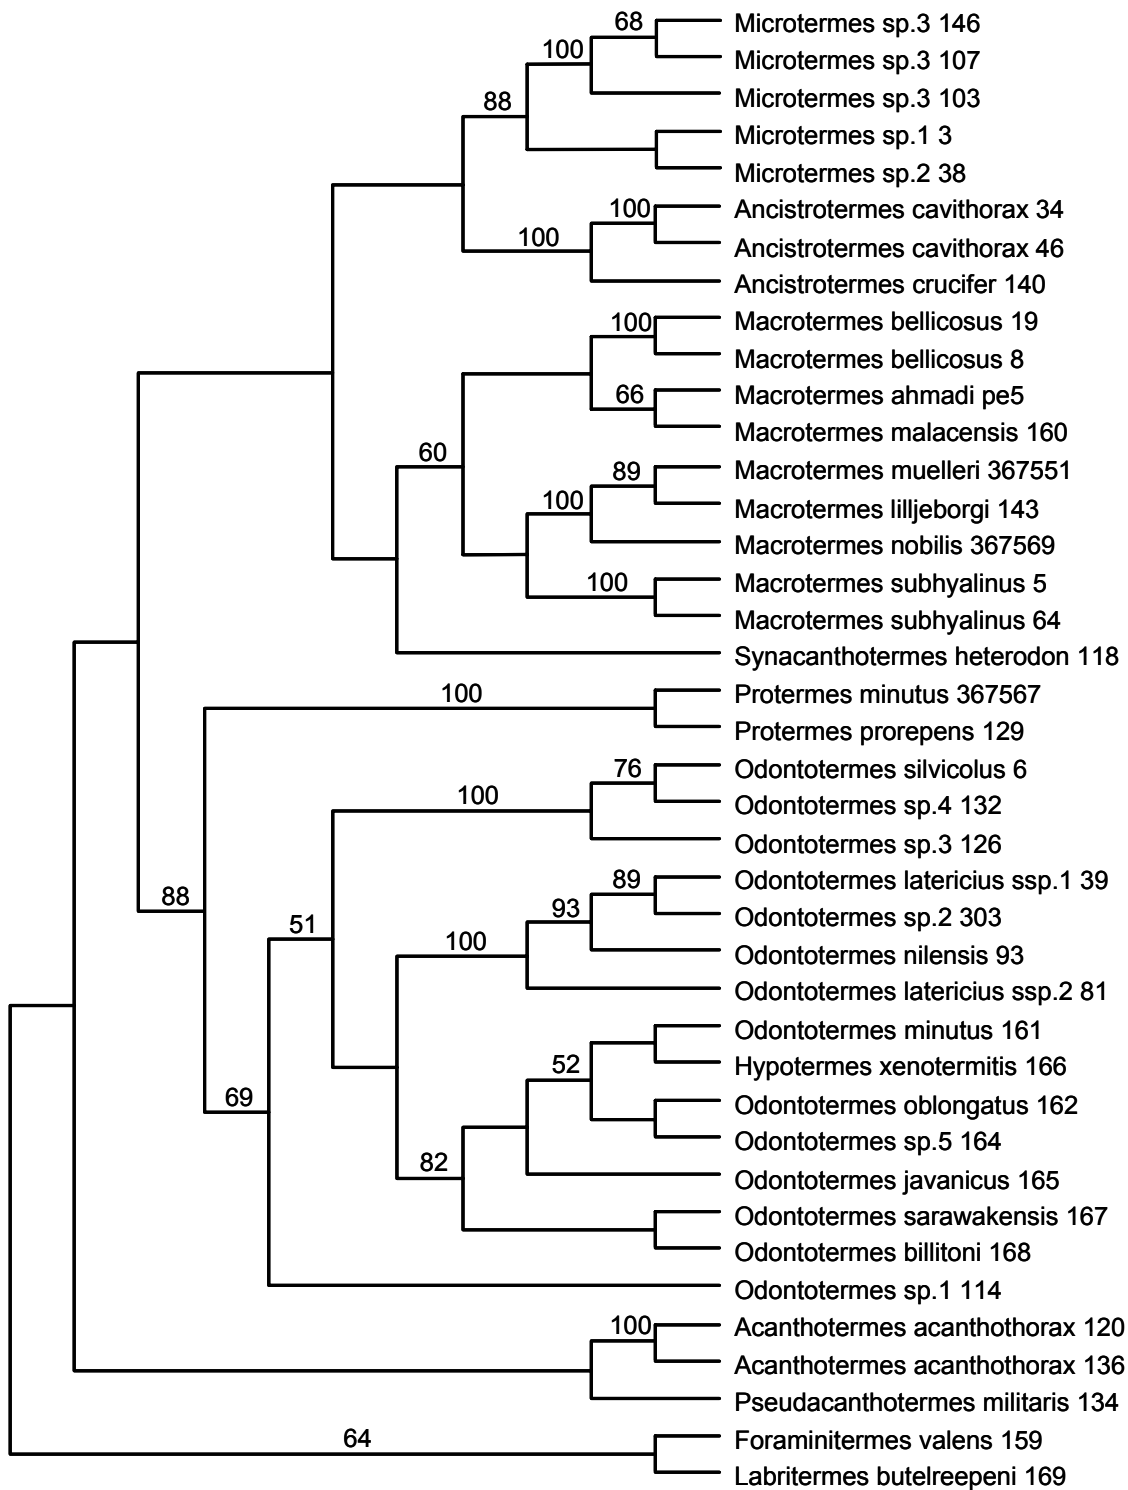 68
Microtermes sp.3 146
100
Microtermes sp.3 107
88
Microtermes sp.3 103
Microtermes sp.1 3
Microtermes sp.2 38
100
Ancistrotermes cavithorax 34
100
Ancistrotermes cavithorax 46
Ancistrotermes crucifer 140
100
Macrotermes bellicosus 19
Macrotermes bellicosus 8
66
Macrotermes ahmadi pe5
Macrotermes malacensis 160
60
89
Macrotermes muelleri 367551
100
Macrotermes lilljeborgi 143
Macrotermes nobilis 367569
100
Macrotermes subhyalinus 5
Macrotermes subhyalinus 64
Synacanthotermes heterodon 118
100
Protermes minutus 367567
Protermes prorepens 129
76
Odontotermes silvicolus 6
100
Odontotermes sp.4 132
Odontotermes sp.3 126
89
Odontotermes latericius ssp.1 39
88
93
Odontotermes sp.2 303
51
100
Odontotermes nilensis 93
Odontotermes latericius ssp.2 81
Odontotermes minutus 161
52
Hypotermes xenotermitis 166
69
Odontotermes oblongatus 162
Odontotermes sp.5 164
82
Odontotermes javanicus 165
Odontotermes sarawakensis 167
Odontotermes billitoni 168
Odontotermes sp.1 114
100
Acanthotermes acanthothorax 120
Acanthotermes acanthothorax 136
Pseudacanthotermes militaris 134
64
Foraminitermes valens 159
Labritermes butelreepeni 169